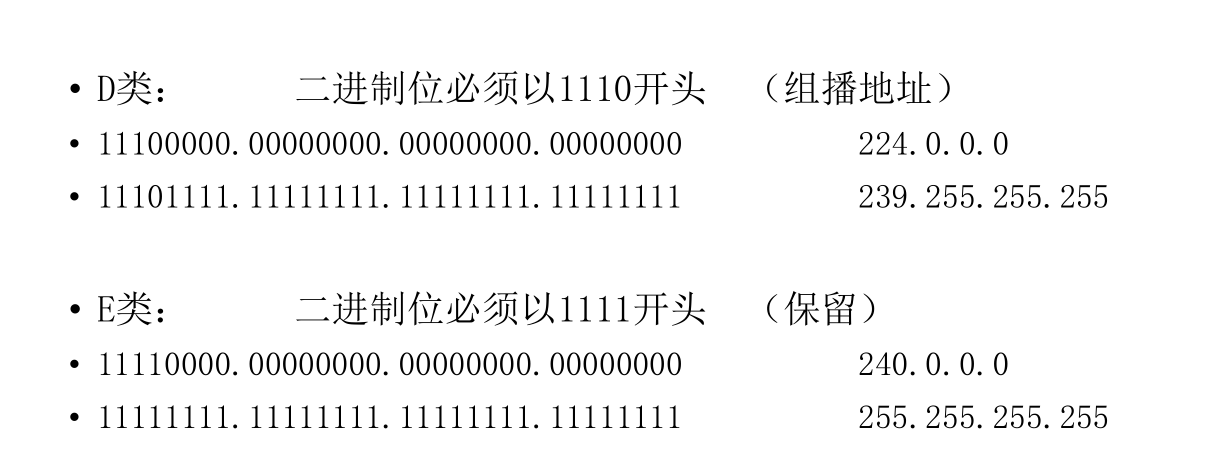 • D类： 二进制位必须以1110开头 （组播地址）
• 11100000.00000000.00000000.00000000 224.0.0.0
• 11101111.11111111.11111111.11111111 239.255.255.255
• E类： 二进制位必须以1111开头 （保留）
• 11110000.00000000.00000000.00000000 240.0.0.0
• 11111111.11111111.11111111.11111111 255.255.255.255